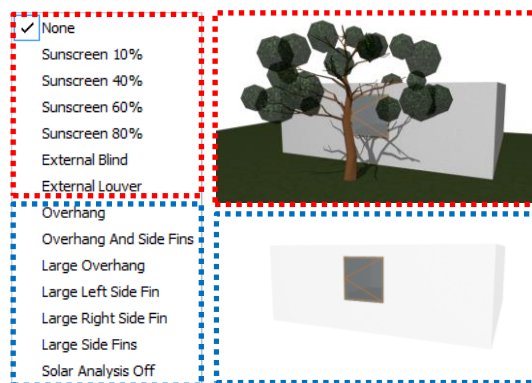 None
Sunscreen 10%
Sunscreen 40%
Sunscreen 60%
Sunscreen 80%
External Blind
External Louver
Overhang
Overhang And Side Fins
Large Overhang
Large Left Side Fin
Large Right Side Fin
Large Side Fins
Solar Analysis Off